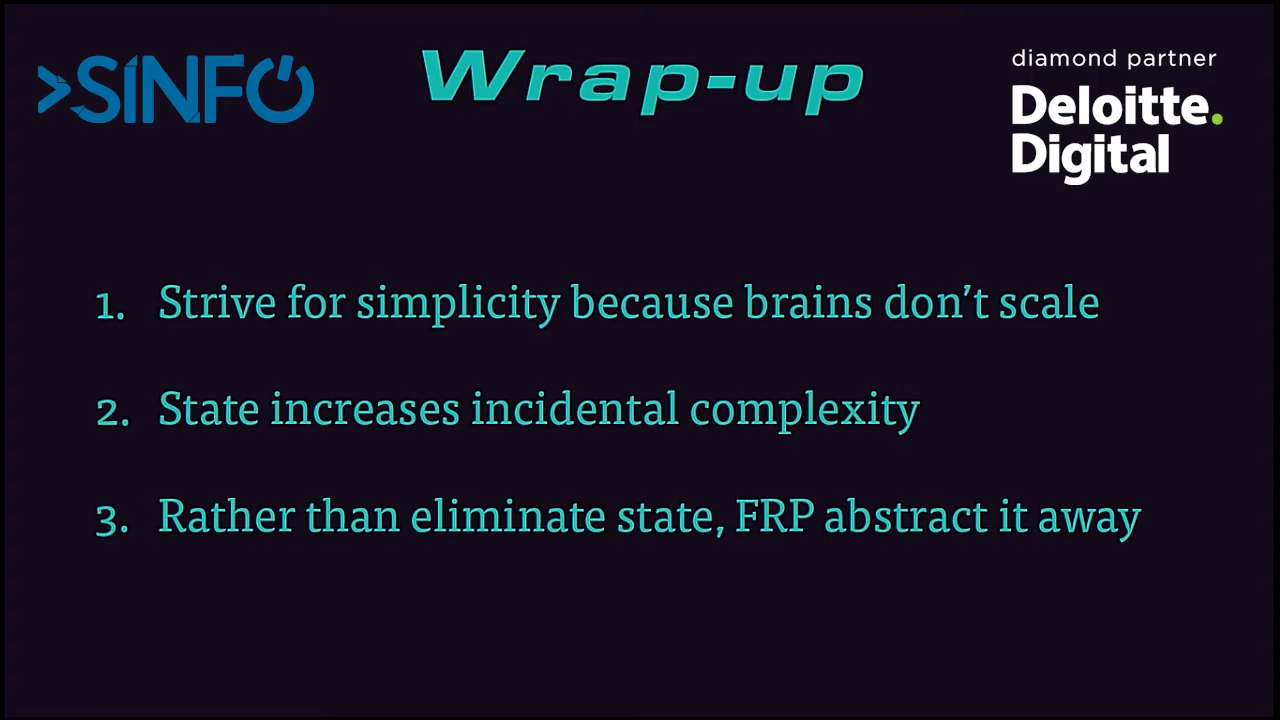 >SINFO
Wrap-up
diamond partner
Deloitte.
Digital
1. Strive for simplicity because brains don't scale
2. State increases incidental complexity
3. Rather than eliminate state, FRP abstract it away